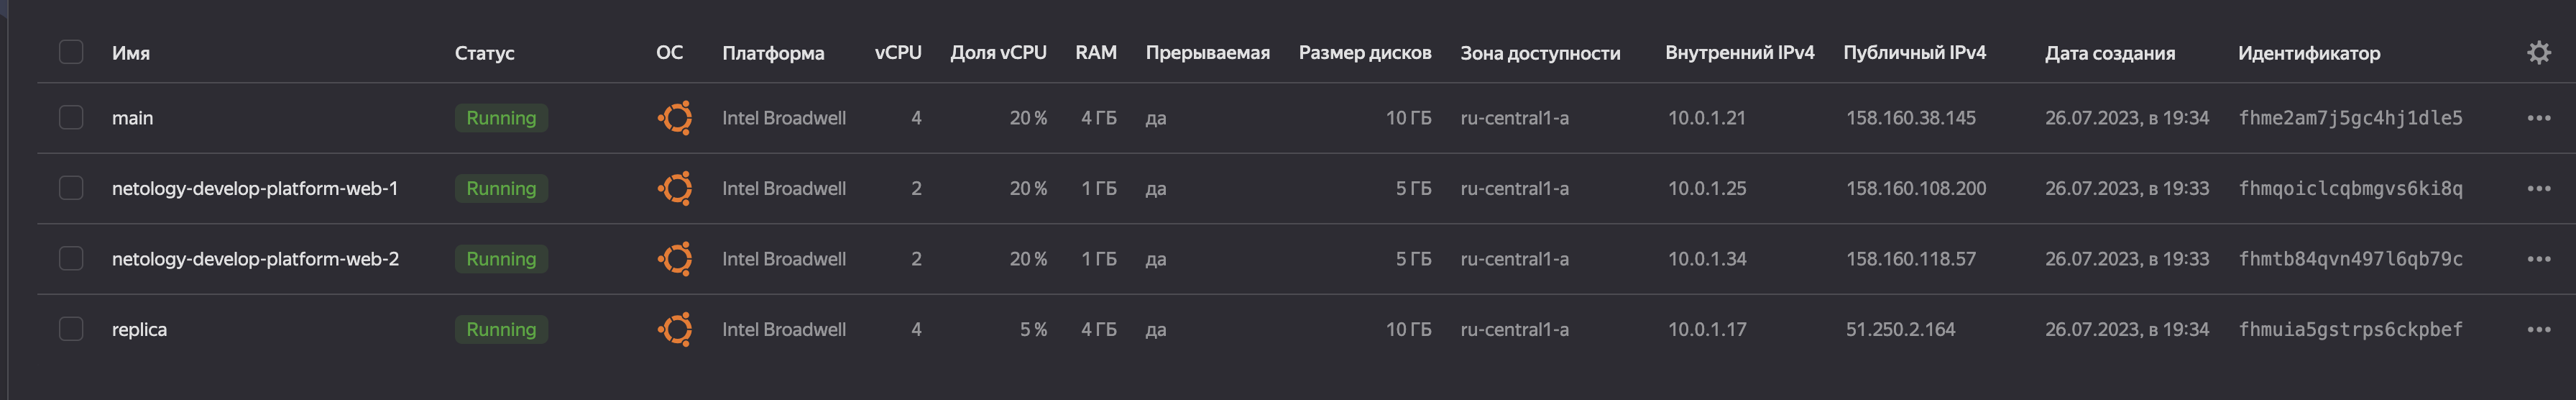 Имя Статус ОС Платформа vCPU Доля vCPU RAM Прерываемая Размер дисков Зона доступности Внутренний IPv4 Публичный IPv4 Дата создания Идентификатор
main Running Intel Broadwell 4 20 % 4 ГБ да 10 ГБ ru-central1-a 10.0.1.21 158.160.38.145 26.07.2023, в 19:34 fhme2am7j5gc4hj1dle5
netology-develop-platform-web-1 Running Intel Broadwell 2 20 % 1 ГБ да 5 ГБ ru-central1-a 10.0.1.25 158.160.108.200 26.07.2023, в 19:33 fhmqoiclcqbmgvs6ki8q
netology-develop-platform-web-2 Running Intel Broadwell 2 20 % 1 ГБ да 5 ГБ ru-central1-a 10.0.1.34 158.160.118.57 26.07.2023, в 19:33 fhmtb84qvn497l6qb79c
replica Running Intel Broadwell 4 5 % 4 ГБ да 10 ГБ ru-central1-a 10.0.1.17 51.250.2.164 26.07.2023, в 19:34 fhmuia5gstrps6ckpbef